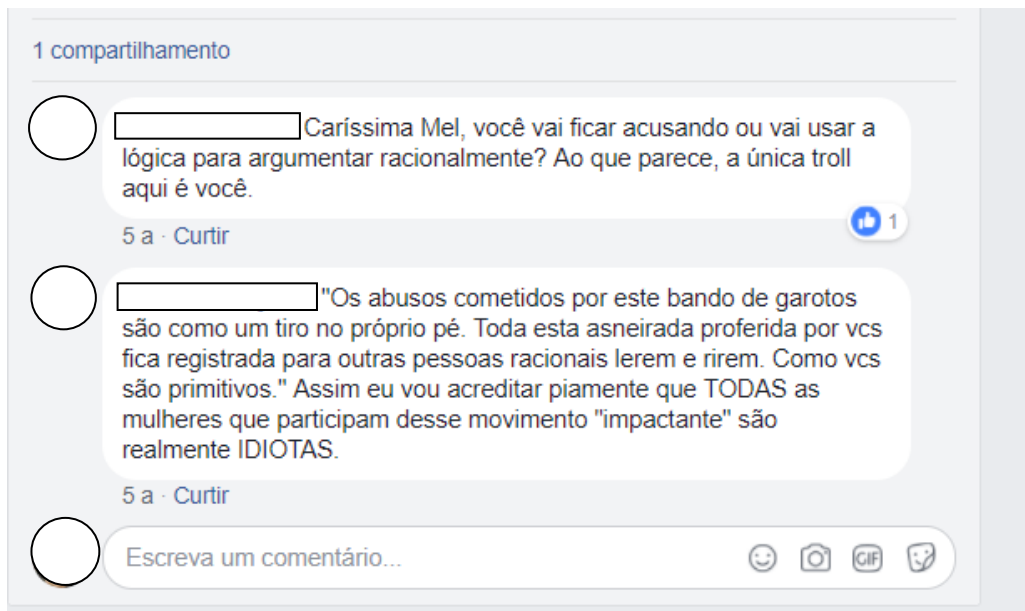 1 compartilhamento
Caríssima Mel, você vai ficar acusando ou vai usar a
lógica para argumentar racionalmente? Ao que parece, a única troll
aqui é você.
1
5 a · Curtir
"Os abusos cometidos por este bando de garotos
são como um tiro no próprio pé. Toda esta asneirada proferida por vcs
fica registrada para outras pessoas racionais lerem e rirem. Como vcs
são primitivos." Assim eu vou acreditar piamente que TODAS as
mulheres que participam desse movimento "impactante" são
realmente IDIOTAS.
5 a · Curtir
Escreva um comentário... GIF